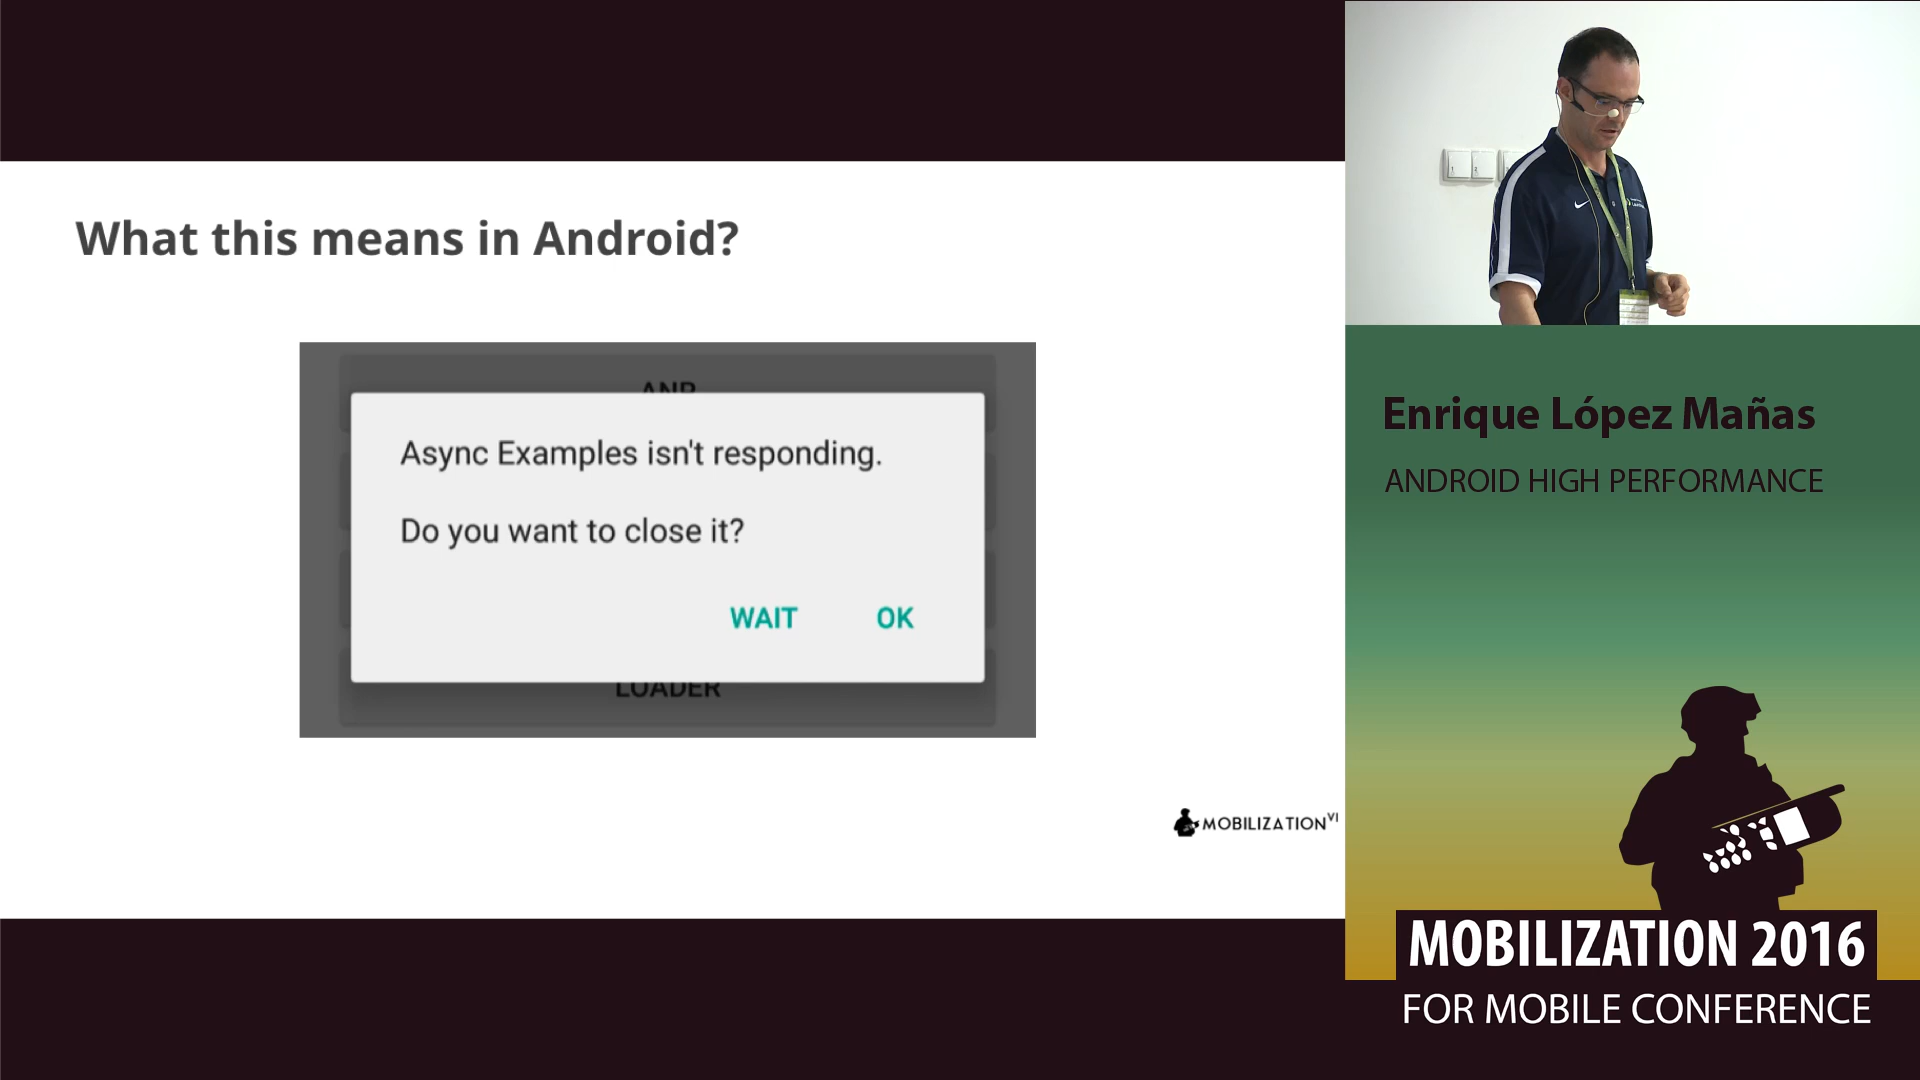 What this means in Android?
ANR
Async Examples isn't responding.
Do you want to close it?
WAIT OK
LOADER
MOBILIZATION VI
Enrique López Mañas
ANDROID HIGH PERFORMANCE
MOBILIZATION 2016
FOR MOBILE CONFERENCE